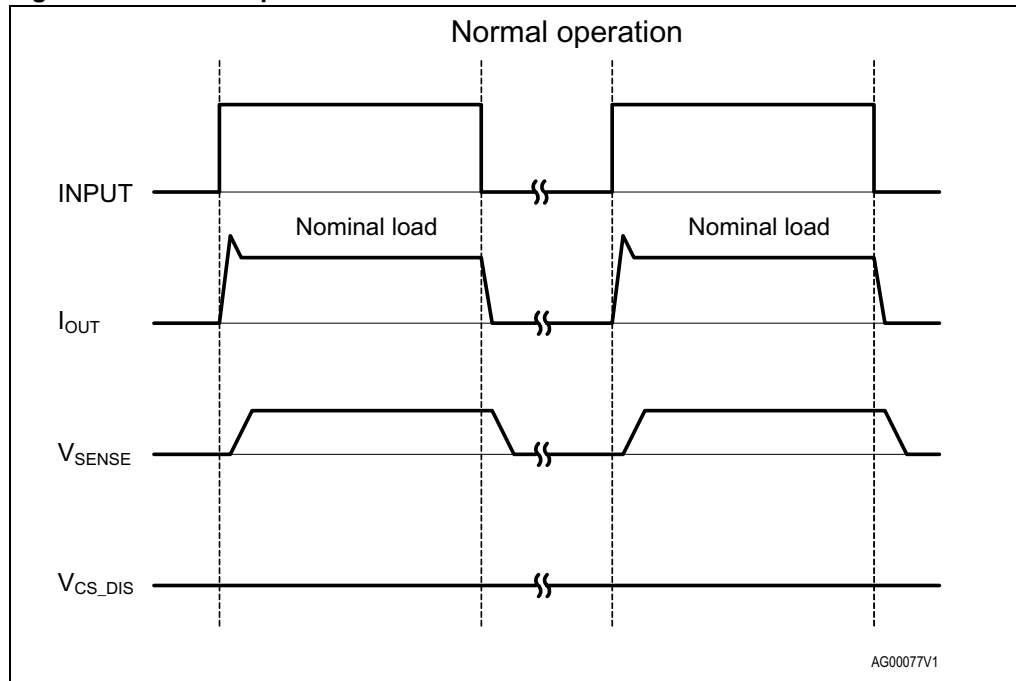 Normal operation
INPUT
Nominal load Nominal load
IOUT
VSENSE
VCS_DIS
AG00077V1